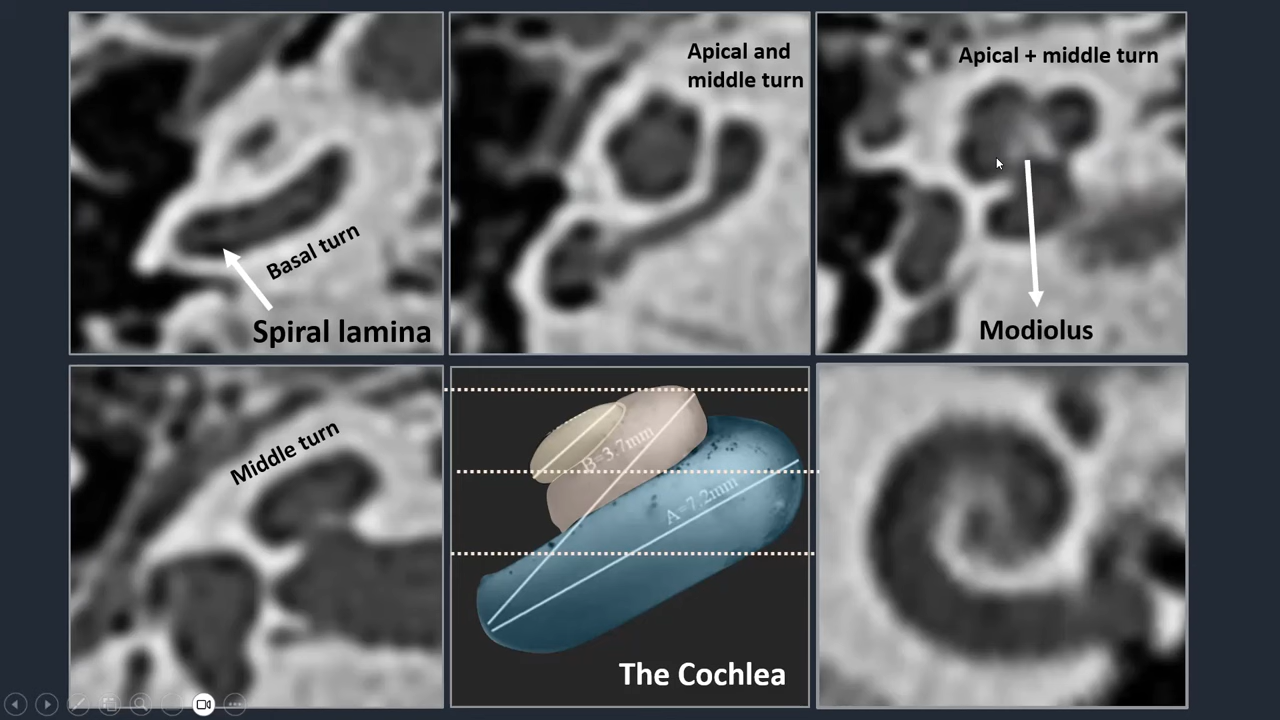 Basal turn
Spiral lamina
Apical and
middle turn
Apical + middle turn
Modiolus
Middle turn
B=3.7mm
A=7.2mm
The Cochlea